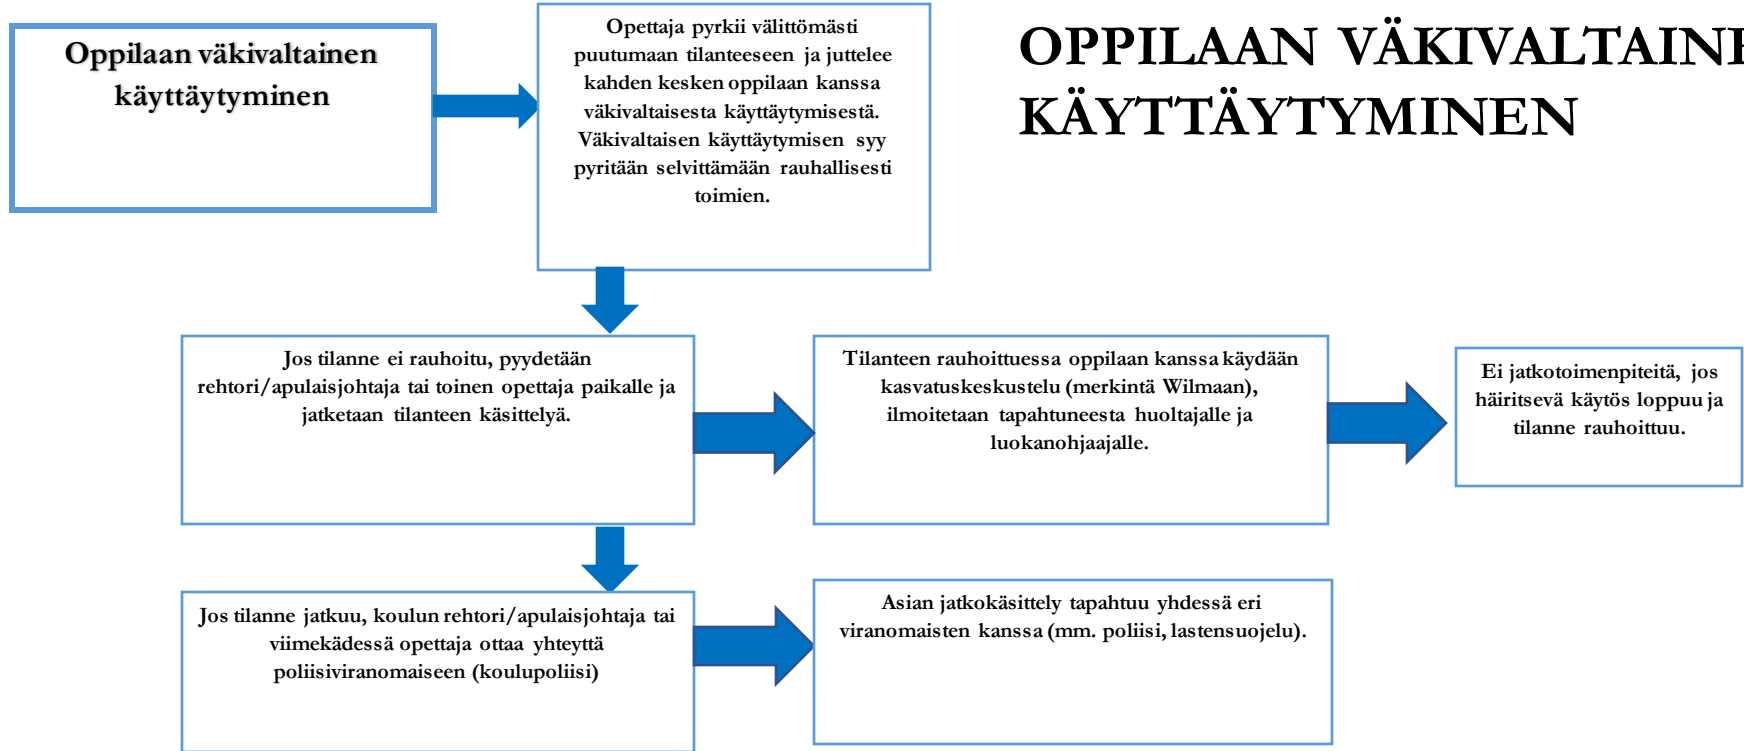 Oppilaan väkivaltainen
käyttäytyminen
Opettaja pyrkii välittömästi
puutumaan tilanteeseen ja juttelee
kahden kesken oppilaan kanssa
väkivaltaisesta käyttäytymisestä.
Väkivaltaisen käyttäytymisen syy
pyritään selvittämään rauhallisesti
toimien.
OPPILAAN VÄKIVALTAINE
KÄYTTÄYTYMINEN
Jos tilanne ei rauhoitu, pyydetään
rehtori/apulaisjohtaja tai toinen opettaja paikalle ja
jatketaan tilanteen käsittelyä.
Tilanteen rauhoittuessa oppilaan kanssa käydään
kasvatuskeskustelu (merkintä Wilmaan),
ilmoitetaan tapahtuneesta huoltajalle ja
luokanohjaajalle.
Ei jatkotoimenpiteitä, jos
häiritsevä käytös loppuu ja
tilanne rauhoittuu.
Jos tilanne jatkuu, koulun rehtori/apulaisjohtaja tai
viimekädessä opettaja ottaa yhteyttä
poliisiviranomaiseen (koulupoliisi)
Asian jatkokäsittely tapahtuu yhdessä eri
viranomaisten kanssa (mm. poliisi, lastensuojelu).